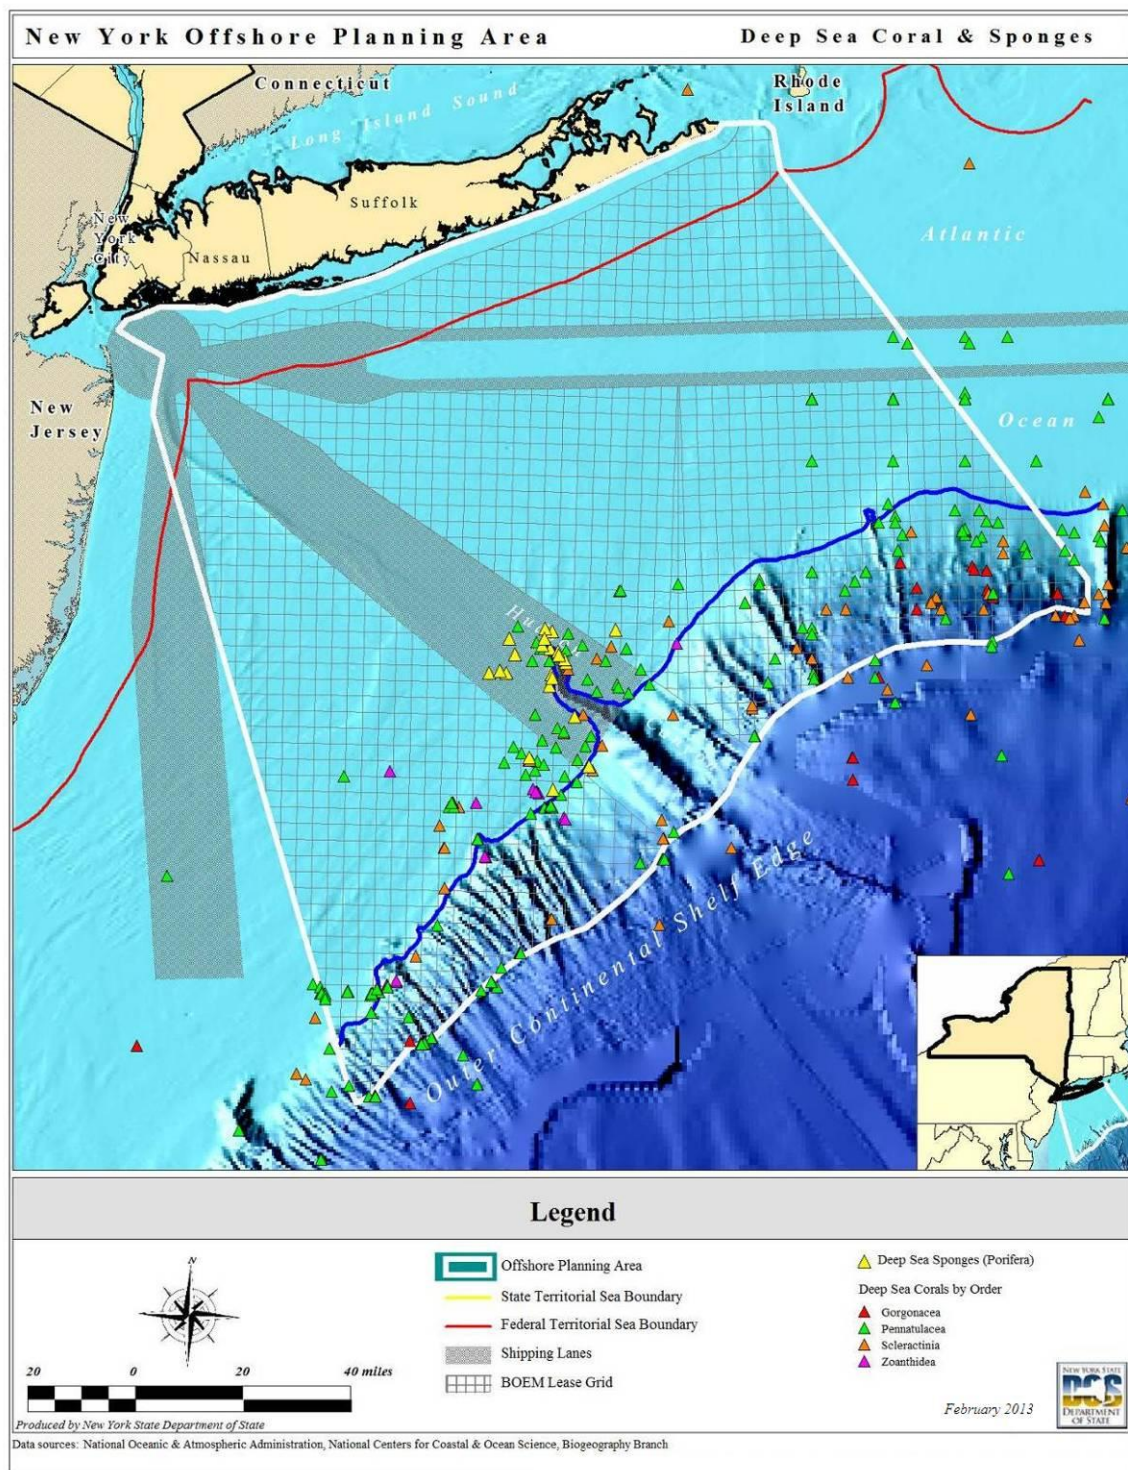 New York Offshore Planning Area
Deep Sea Coral & Sponges
Connecticut
Rhode
Island
Long Island Sound
Suffolk
New
York
City
Nassau
Atlantic
New
Jersey
Ocean
Outer Continental Shelf Edge
Legend
N
Offshore Planning Area
State Territorial Sea Boundary
Federal Territorial Sea Boundary
Shipping Lanes
BOEM Lease Grid
Deep Sea Sponges (Porifera)
Deep Sea Corals by Order
Gorgonacea
Pennatulacea
Scleractinia
Zoanthidea
20 0 20 40 miles
Produced by New York State Department of State
February 2013
NEW YORK STATE
DOS
DEPARTMENT
OF STATE
Data sources: National Oceanic & Atmospheric Administration, National Centers for Coastal & Ocean Science, Biogeography Branch